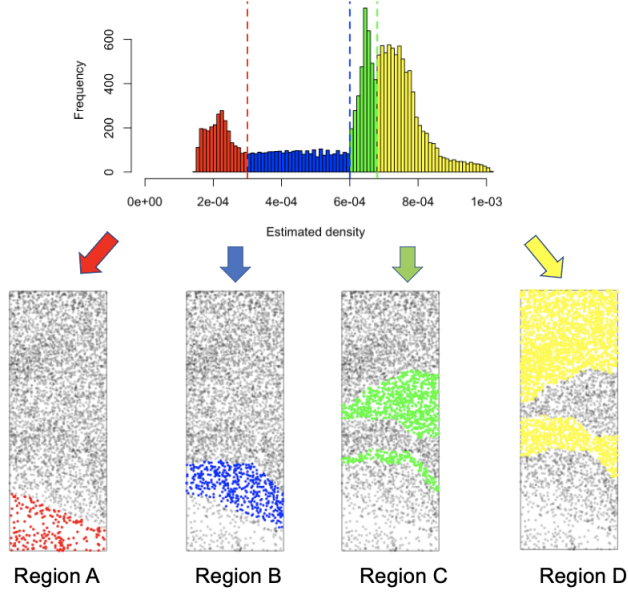 Frequency
600
400
200
0
0e+00 2e-04 4e-04 6e-04 8e-04 1e-03
Estimated density
Region A Region B Region C Region D